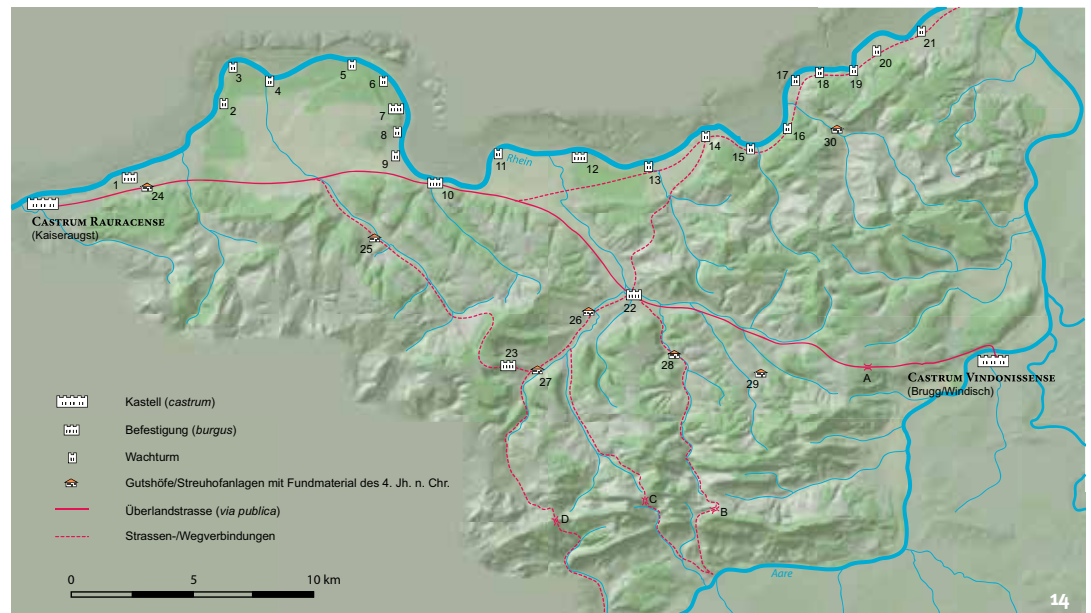 21
20
5
3
17
18
19
4
6
2
7
16
30
8
14
15
9
11
Rhein
12
13
1
24
10
CASTRUM RAURACENSE
(Kaiseraugst)
25
22
26
23
27
28
29
A
CASTRUM VINDONISSENSE
(Brugg/Windisch)
Kastell (castrum)
Befestigung (burgus)
Wachturm
Gutshöfe/Streuhofanlagen mit Fundmaterial des 4. Jh. n. Chr.
Überlandstrasse (via publica)
Strassen-/Wegverbindungen
C
B
D
Aare
0 5 10 km
14